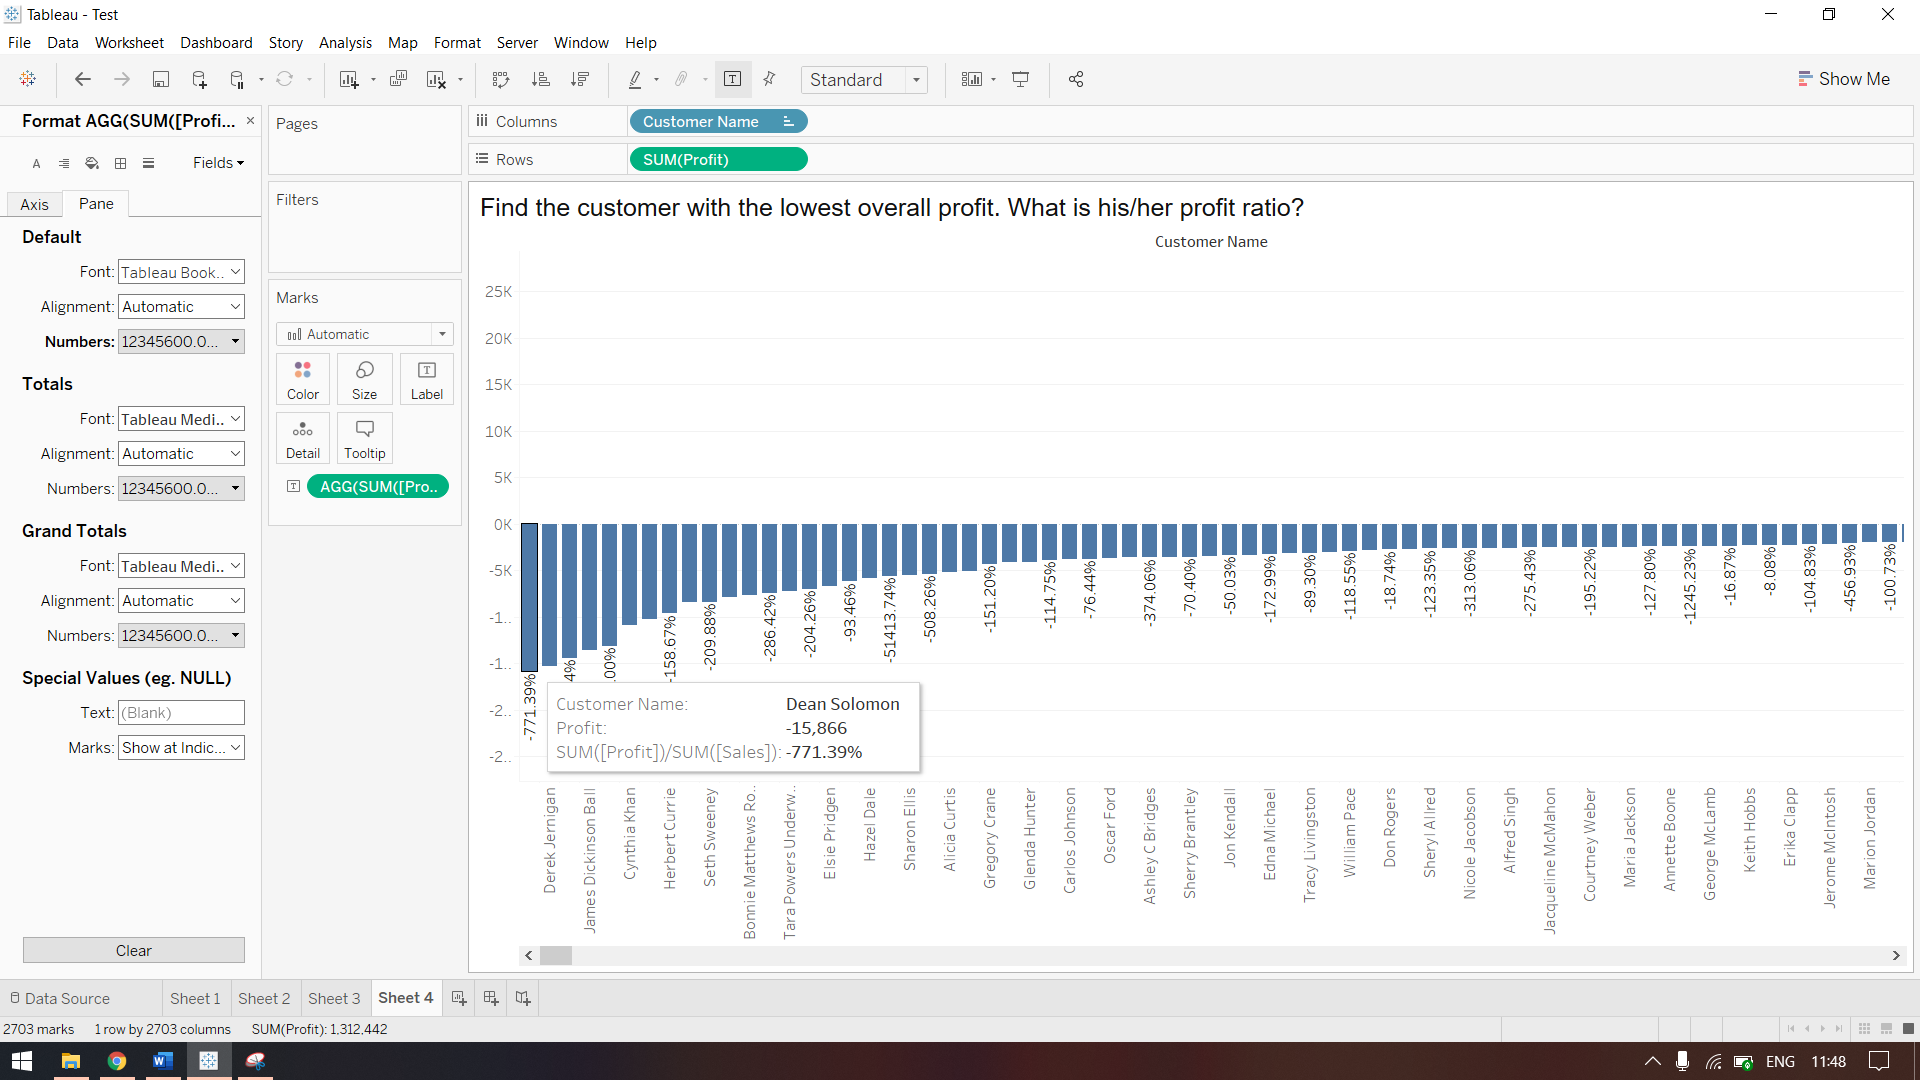 Tableau - Test
File Data Worksheet Dashboard Story Analysis Map Format Server Window Help
Standard
Show Me
Format AGG(SUM([Profi...
Fields
Axis Pane
Default
Font: Tableau Book..
Alignment: Automatic
Numbers: 12345600.0...
Totals
Font: Tableau Medi..
Alignment: Automatic
Numbers: 12345600.0...
Grand Totals
Font: Tableau Medi..
Alignment: Automatic
Numbers: 12345600.0...
Special Values (eg. NULL)
Text: (Blank)
Marks: Show at Indic...
Clear
Pages
Filters
Marks
Automatic
Color Size Label
Detail Tooltip
AGG(SUM([Pro..
Columns Customer Name
Rows SUM(Profit)
Find the customer with the lowest overall profit. What is his/her profit ratio?
Customer Name
25K
20K
15K
10K
5K
0K
-5K
-1..
-1..
-2..
-2..
-771.39%
4%
.00%
-158.67%
-209.88%
-286.42%
-204.26%
-93.46%
-51413.74%
-508.26%
-151.20%
-114.75%
-76.44%
-374.06%
-70.40%
-50.03%
-172.99%
-89.30%
-118.55%
-18.74%
-123.35%
-313.06%
-275.43%
-195.22%
-127.80%
-1245.23%
-16.87%
-8.08%
-104.83%
-456.93%
-100.73%
Customer Name: Dean Solomon
Profit: -15,866
SUM([Profit])/SUM([Sales]): -771.39%
Derek Jernigan
James Dickinson Ball
Cynthia Khan
Herbert Currie
Seth Sweeney
Bonnie Matthews Ro..
Tara Powers Underw..
Elsie Pridgen
Hazel Dale
Sharon Ellis
Alicia Curtis
Gregory Crane
Glenda Hunter
Carlos Johnson
Oscar Ford
Ashley C Bridges
Sherry Brantley
Jon Kendall
Edna Michael
Tracy Livingston
William Pace
Don Rogers
Sheryl Allred
Nicole Jacobson
Alfred Singh
Jacqueline McMahon
Courtney Weber
Maria Jackson
Annette Boone
George McLamb
Keith Hobbs
Erika Clapp
Jerome McIntosh
Marion Jordan
Data Source Sheet 1 Sheet 2 Sheet 3 Sheet 4
2703 marks 1 row by 2703 columns SUM(Profit): 1,312,442
ENG 11:48